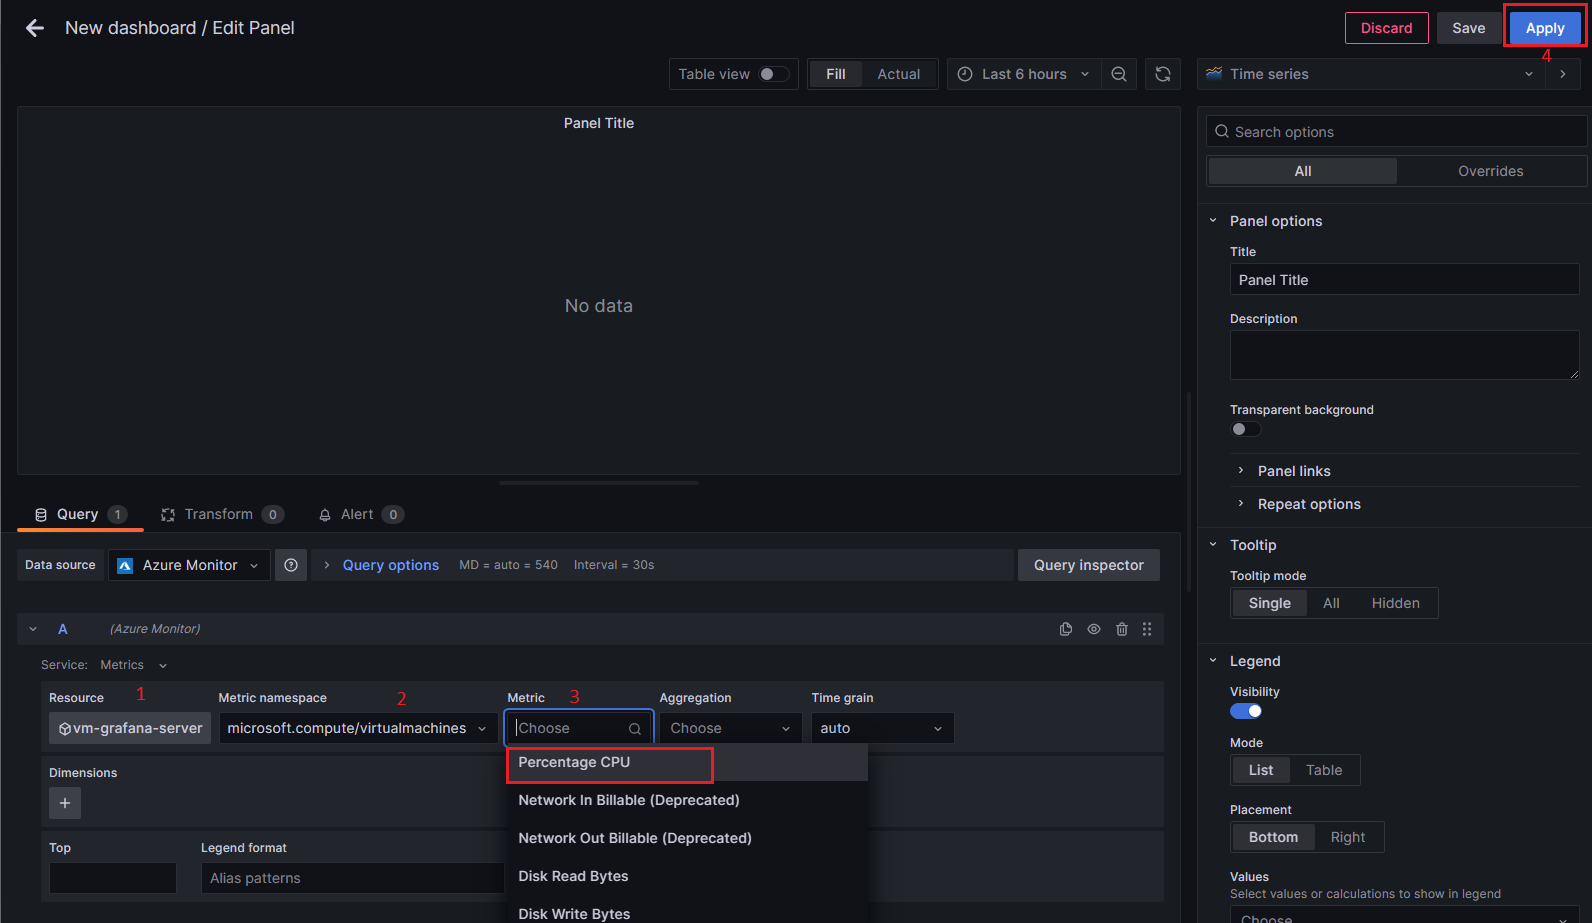 New dashboard / Edit Panel
Discard
Save
Apply
4
Table view
Fill
Actual
Last 6 hours
Time series
Panel Title
No data
Search options
All
Overrides
Panel options
Title
Panel Title
Description
Transparent background
Panel links
Repeat options
Tooltip
Tooltip mode
Single
All
Hidden
Legend
Visibility
Mode
List
Table
Placement
Bottom
Right
Values
Select values or calculations to show in legend
Choose
Query 1
Transform 0
Alert 0
Data source
Azure Monitor
Query options
MD = auto = 540
Interval = 30s
Query inspector
A
(Azure Monitor)
Service: Metrics
Resource 1
Metric namespace 2
Metric 3
Aggregation
Time grain
vm-grafana-server
microsoft.compute/virtualmachines
Choose
Choose
auto
Percentage CPU
Network In Billable (Deprecated)
Network Out Billable (Deprecated)
Disk Read Bytes
Disk Write Bytes
Dimensions
+
Top
Legend format
Alias patterns